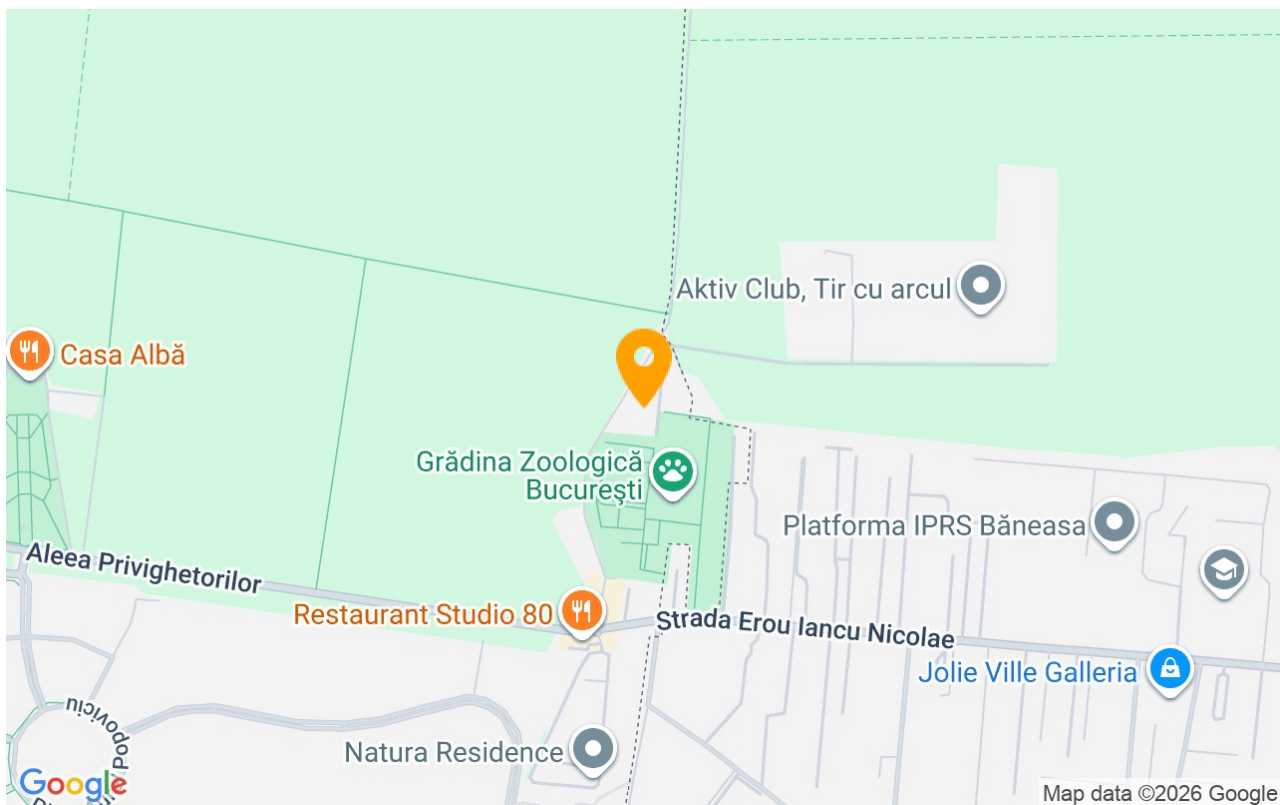 Aktiv Club, Tir cu arcul
Casa Albă
Grădina Zoologică
București
Platforma IPRS Băneasa
Aleea Privighetorilor
Restaurant Studio 80
Strada Erou Iancu Nicolae
Jolie Ville Galleria
Natura Residence
Google
Map data ©2026 Google